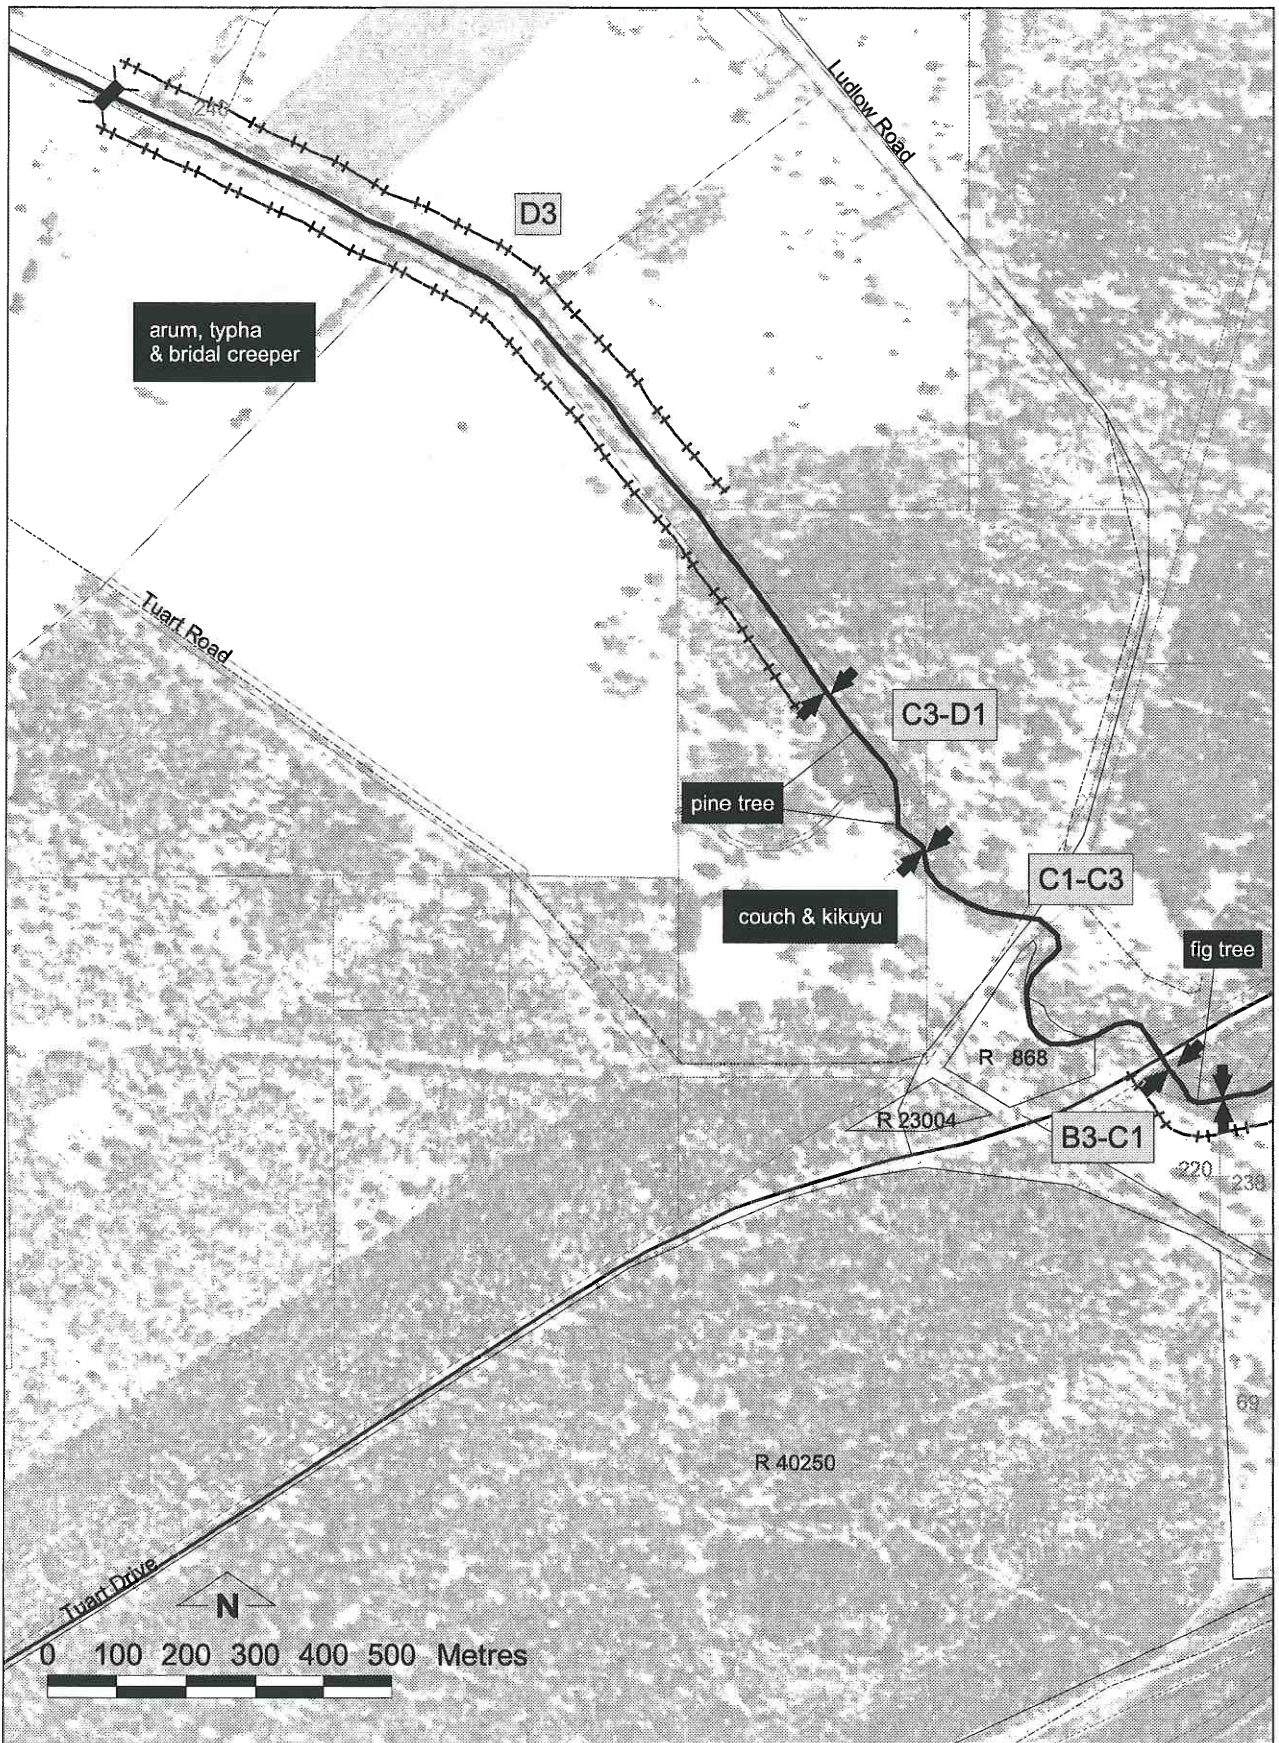 Ludlow Road
D3
arum, typha
& bridal creeper
Tuart Road
C3-D1
pine tree
C1-C3
couch & kikuyu
fig tree
R 868
R 23004
B3-C1
220
238
69
R 40250
Tuart Drive
N
0 100 200 300 400 500 Metres